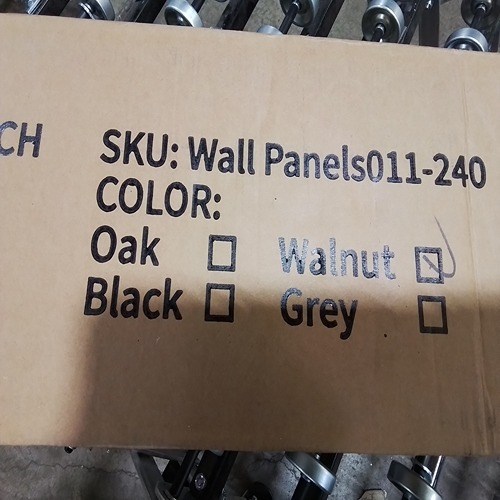 CH
SKU: Wall Panels011-240
COLOR:
Oak Walnut
Black Grey